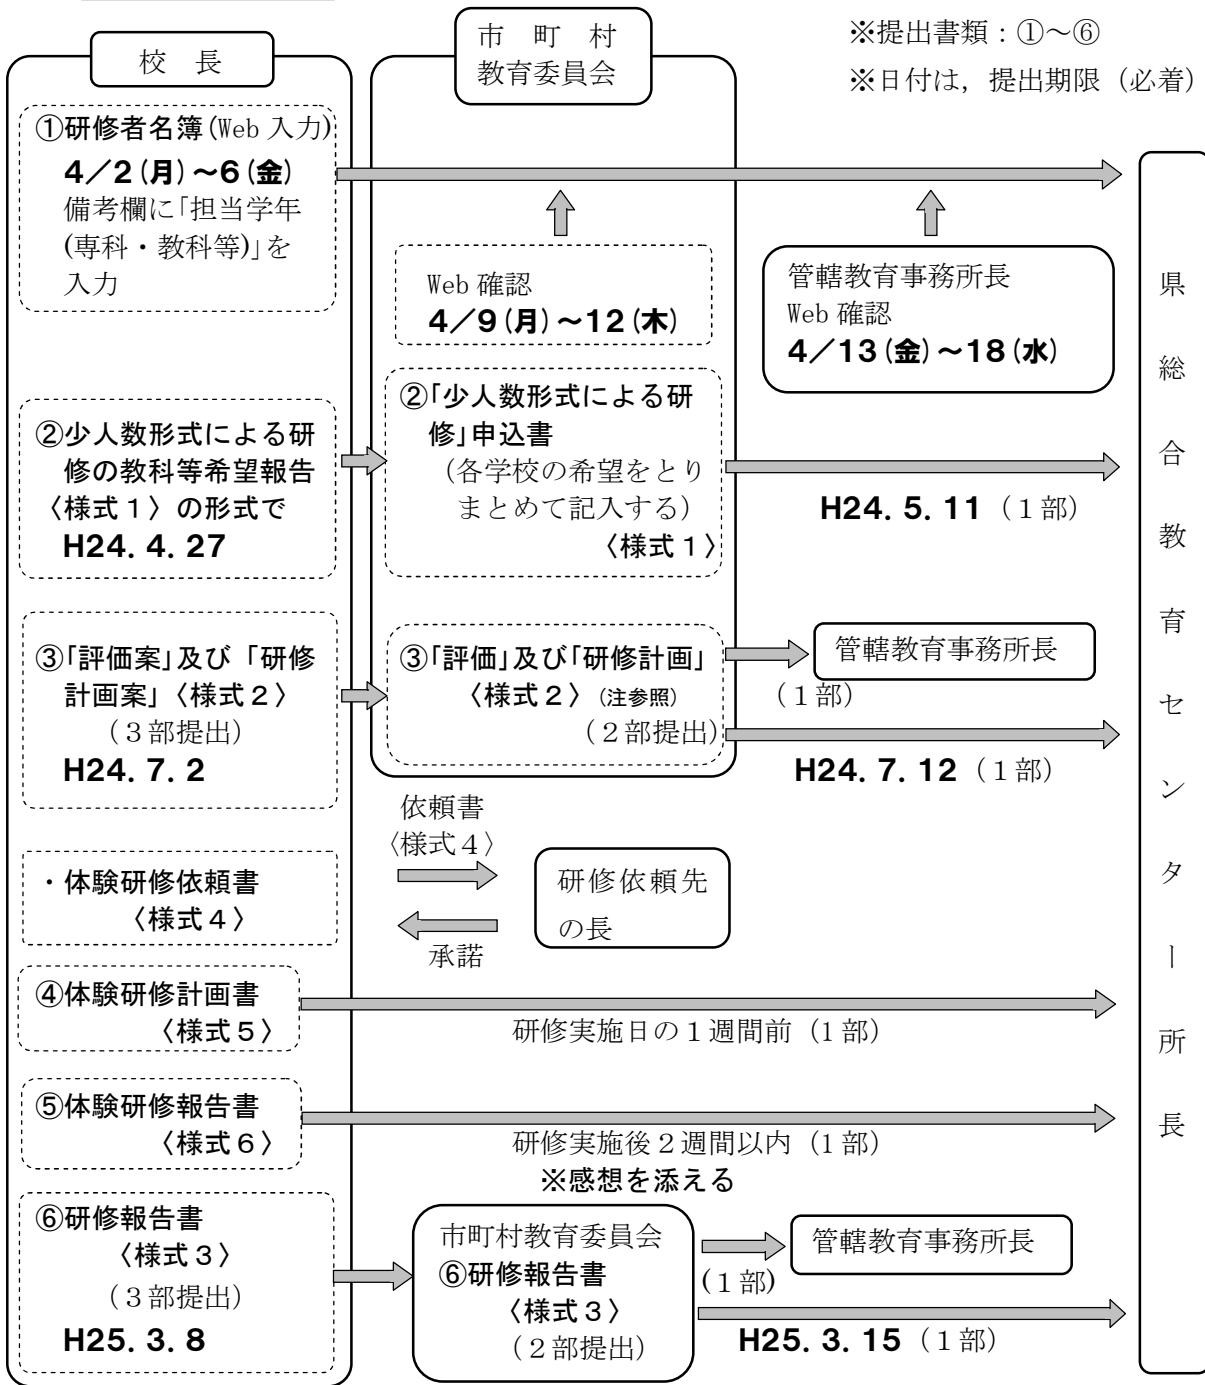 校 長
市 町 村
教育委員会
※提出書類：①～⑥
※日付は，提出期限（必着）
①研修者名簿(Web 入力)
4／2(月)～6(金)
備考欄に「担当学年
(専科・教科等)」を
入力
Web 確認
4／9(月)～12(木)
管轄教育事務所長
Web 確認
4／13(金)～18(水)
②少人数形式による研
修の教科等希望報告
〈様式１〉の形式で
H24. 4. 27
②「少人数形式による研
修」申込書
（各学校の希望をとり
まとめて記入する）
〈様式１〉
H24. 5. 11（１部）
③「評価案」及び「研修
計画案」〈様式２〉
（３部提出）
H24. 7. 2
③「評価」及び「研修計画」
〈様式２〉（注参照）
（２部提出）
管轄教育事務所長
（１部）
H24. 7. 12（１部）
・体験研修依頼書
〈様式４〉
依頼書
〈様式４〉
承諾
研修依頼先
の長
④体験研修計画書
〈様式５〉
研修実施日の１週間前（１部）
⑤体験研修報告書
〈様式６〉
研修実施後２週間以内（１部）
※感想を添える
⑥研修報告書
〈様式３〉
（３部提出）
H25. 3. 8
市町村教育委員会
⑥研修報告書
〈様式３〉
（２部提出）
管轄教育事務所長
(１部)
H25. 3. 15（１部）
県総合教育センター所長